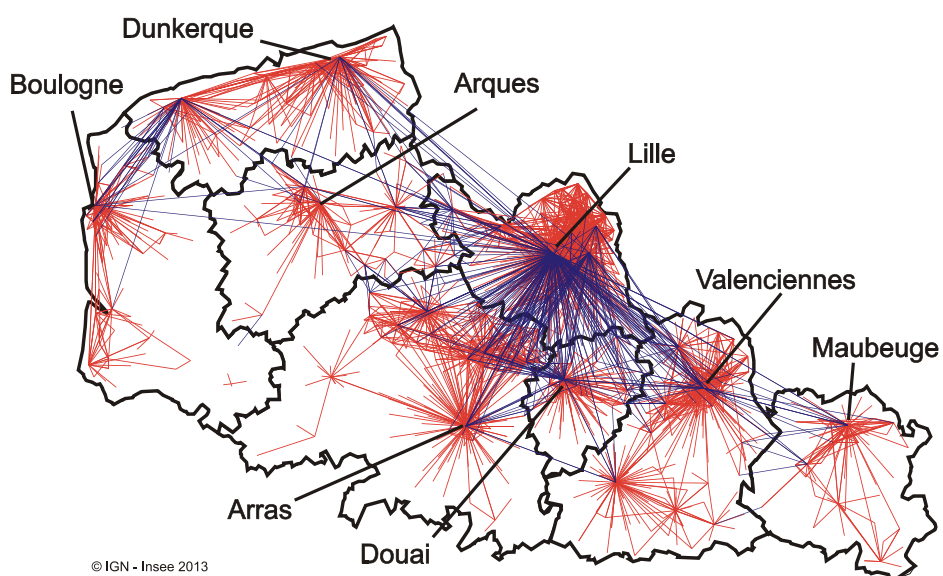 Dunkerque
Boulogne
Arques
Lille
Valenciennes
Maubeuge
Arras
Douai
© IGN - Insee 2013